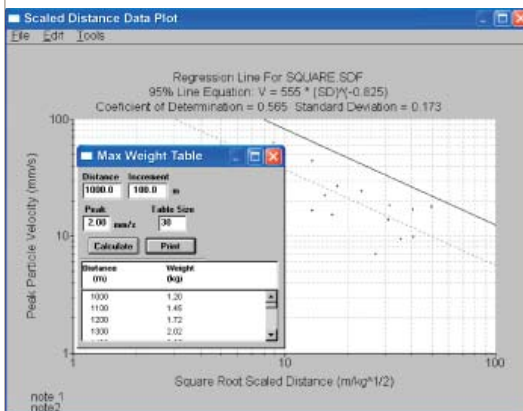 Scaled Distance Data Plot
File Edit Tools
Regression Line For SQUARE.SDF
95% Line Equation: V = 555 * (SD)^(-0.825)
Coeficient of Determination = 0.565 Standard Deviation = 0.173
100
10
1
Peak Particle Velocity (mm/s)
Max Weight Table
Distance Increment
1000.0 100.0 m
Peak Table Size
2.00 mm/s 30
Calculate Print
Distance Weight
(m) (kg)
1000 1.20
1100 1.45
1200 1.72
1300 2.02
1 10 100
Square Root Scaled Distance (m/kg^1/2)
note 1
note2